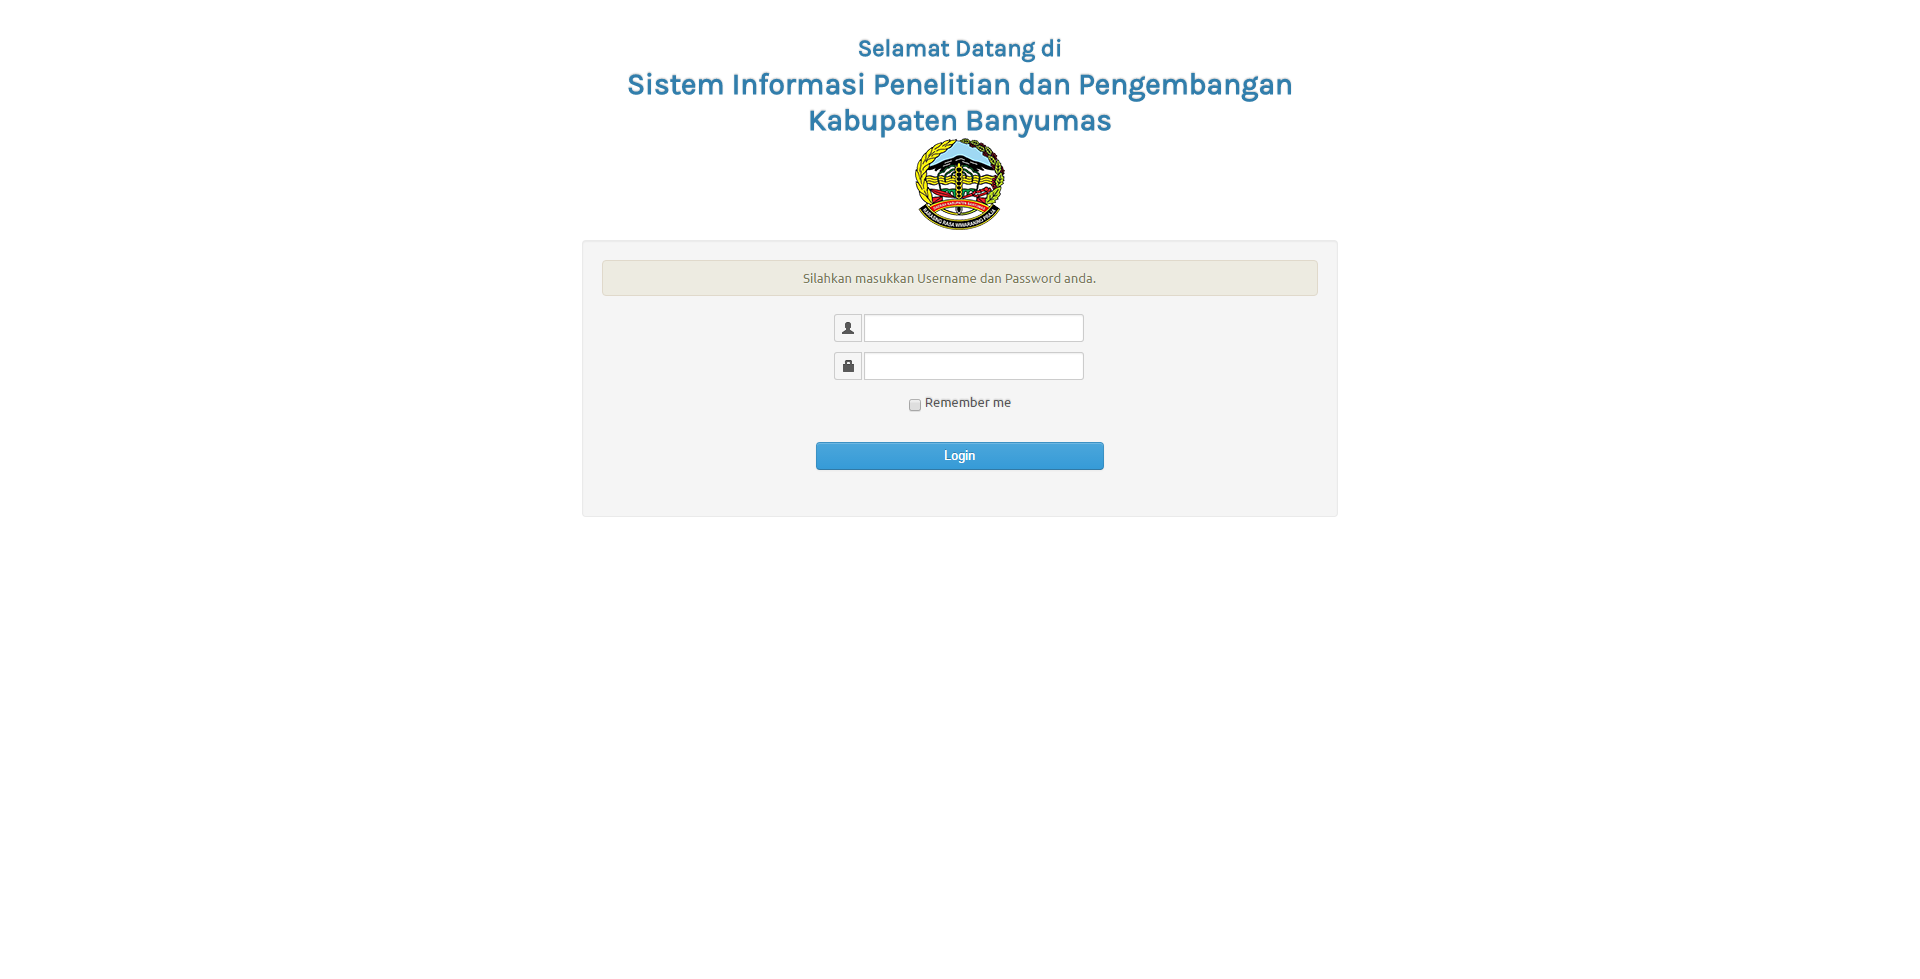 Selamat Datang di
Sistem Informasi Penelitian dan Pengembangan
Kabupaten Banyumas
Silahkan masukkan Username dan Password anda.
Remember me
Login